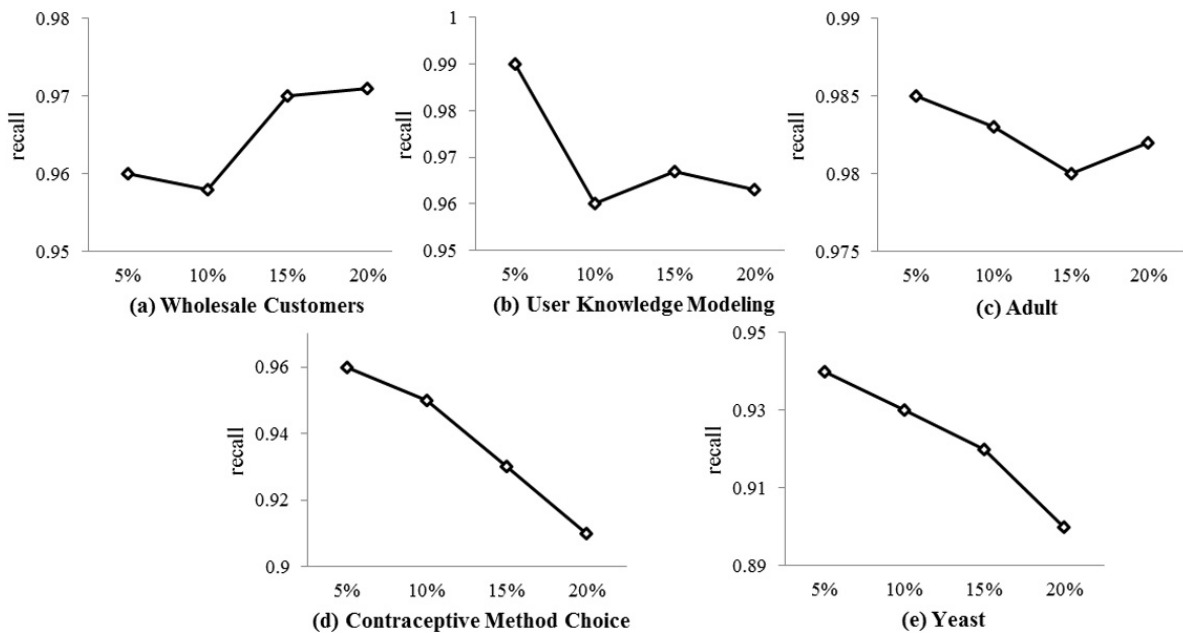 0.98
0.97
0.96
0.95
recall
5% 10% 15% 20%
(a) Wholesale Customers
1
0.99
0.98
0.97
0.96
0.95
recall
5% 10% 15% 20%
(b) User Knowledge Modeling
0.99
0.985
0.98
0.975
recall
5% 10% 15% 20%
(c) Adult
0.96
0.94
0.92
0.9
recall
5% 10% 15% 20%
(d) Contraceptive Method Choice
0.95
0.93
0.91
0.89
recall
5% 10% 15% 20%
(e) Yeast